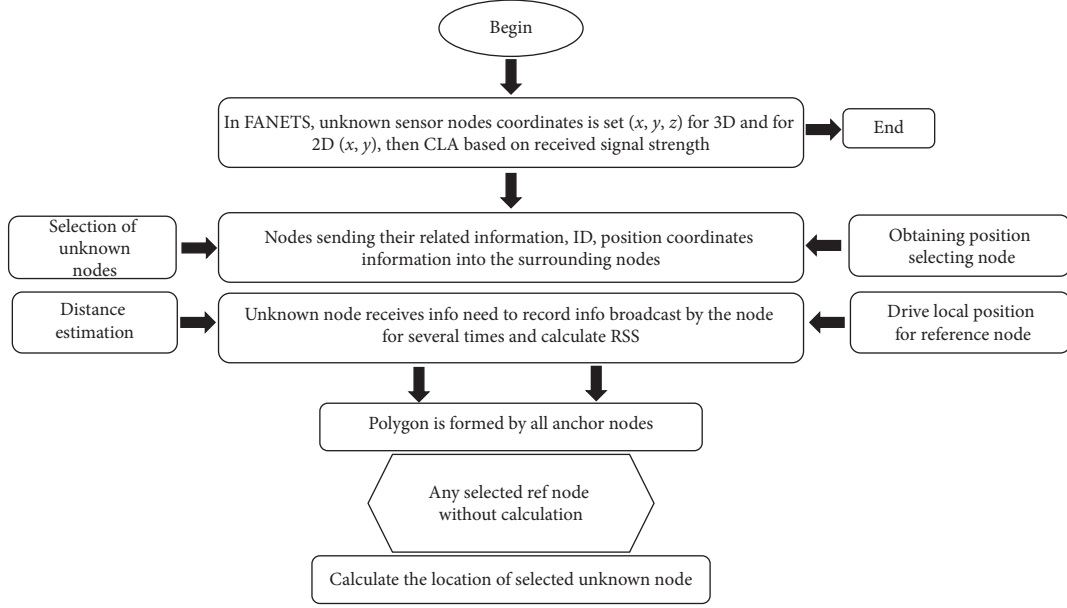 Begin
In FANETS, unknown sensor nodes coordinates is set (x, y, z) for 3D and for
2D (x, y), then CLA based on received signal strength
End
Selection of
unknown
nodes
Nodes sending their related information, ID, position coordinates
information into the surrounding nodes
Obtaining position
selecting node
Distance
estimation
Unknown node receives info need to record info broadcast by the node
for several times and calculate RSS
Drive local position
for reference node
Polygon is formed by all anchor nodes
Any selected ref node
without calculation
Calculate the location of selected unknown node